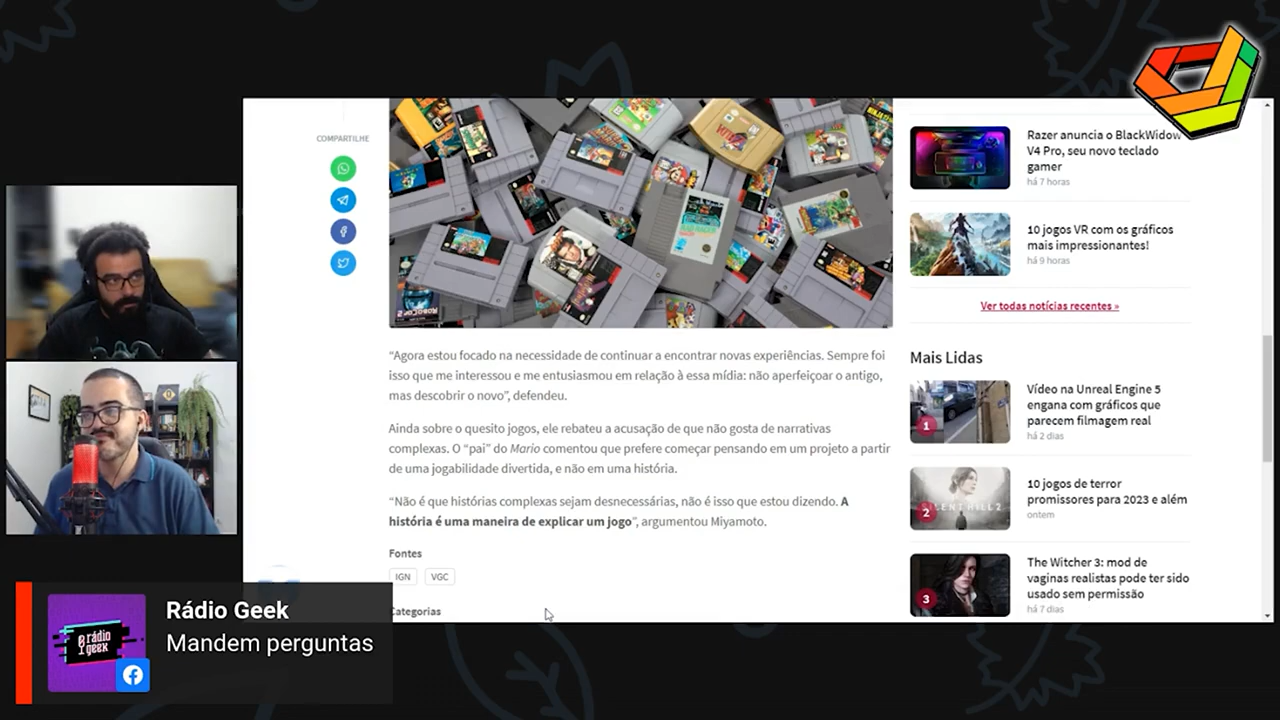 COMPARTILHE
“Agora estou focado na necessidade de continuar a encontrar novas experiências. Sempre foi
isso que me interessou e me entusiasmou em relação à essa mídia: não aperfeiçoar o antigo,
mas descobrir o novo”, defendeu.
Ainda sobre o quesito jogos, ele rebateu a acusação de que não gosta de narrativas
complexas. O “pai” do Mario comentou que prefere começar pensando em um projeto a partir
de uma jogabilidade divertida, e não em uma história.
“Não é que histórias complexas sejam desnecessárias, não é isso que estou dizendo. A
história é uma maneira de explicar um jogo”, argumentou Miyamoto.
Fontes
IGN
VGC
Categorias
Razer anuncia o BlackWidow
V4 Pro, seu novo teclado
gamer
há 7 horas
10 jogos VR com os gráficos
mais impressionantes!
há 9 horas
Ver todas notícias recentes »
Mais Lidas
1
Vídeo na Unreal Engine 5
engana com gráficos que
parecem filmagem real
há 2 dias
2
SILENT HILL 2
10 jogos de terror
promissores para 2023 e além
ontem
3
The Witcher 3: mod de
vaginas realistas pode ter sido
usado sem permissão
há 7 dias
rádio
geek
Rádio Geek
Mandem perguntas